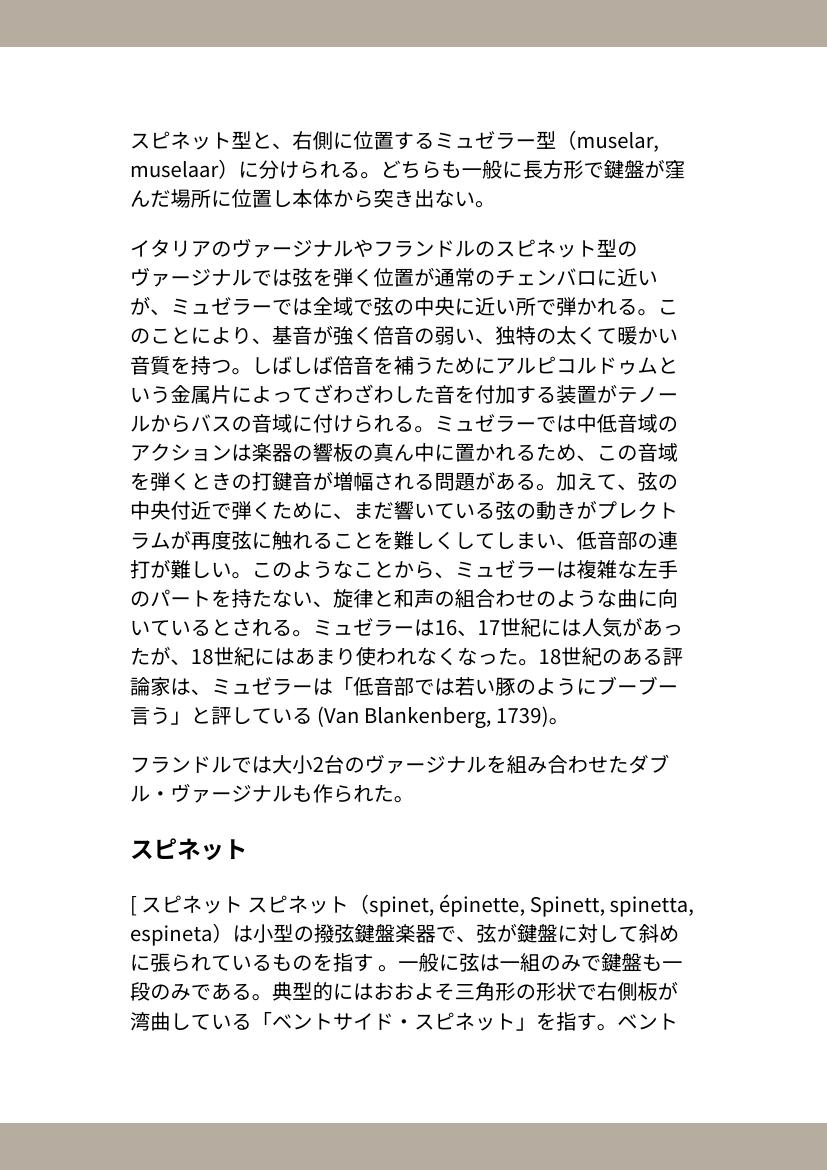 スピネット型と、右側に位置するミュゼラー型（muselar,
muselaar）に分けられる。どちらも一般に長方形で鍵盤が窪
んだ場所に位置し本体から突き出ない。
イタリアのヴァージナルやフランドルのスピネット型の
ヴァージナルでは弦を弾く位置が通常のチェンバロに近い
が、ミュゼラーでは全域で弦の中央に近い所で弾かれる。こ
のことにより、基音が強く倍音の弱い、独特の太くて暖かい
音質を持つ。しばしば倍音を補うためにアルピコルドゥムと
いう金属片によってざわざわした音を付加する装置がテノー
ルからバスの音域に付けられる。ミュゼラーでは中低音域の
アクションは楽器の響板の真ん中に置かれるため、この音域
を弾くときの打鍵音が増幅される問題がある。加えて、弦の
中央付近で弾くために、まだ響いている弦の動きがプレクト
ラムが再度弦に触れることを難しくしてしまい、低音部の連
打が難しい。このようなことから、ミュゼラーは複雑な左手
のパートを持たない、旋律と和声の組合わせのような曲に向
いているとされる。ミュゼラーは16、17世紀には人気があっ
たが、18世紀にはあまり使われなくなった。18世紀のある評
論家は、ミュゼラーは「低音部では若い豚のようにブーブー
言う」と評している (Van Blankenberg, 1739)。
フランドルでは大小2台のヴァージナルを組み合わせたダブ
ル・ヴァージナルも作られた。
スピネット
[ スピネット スピネット（spinet, épinette, Spinett, spinetta,
espineta）は小型の撥弦鍵盤楽器で、弦が鍵盤に対して斜め
に張られているものを指す 。一般に弦は一組のみで鍵盤も一
段のみである。典型的にはおおよそ三角形の形状で右側板が
湾曲している「ベントサイド・スピネット」を指す。ベント